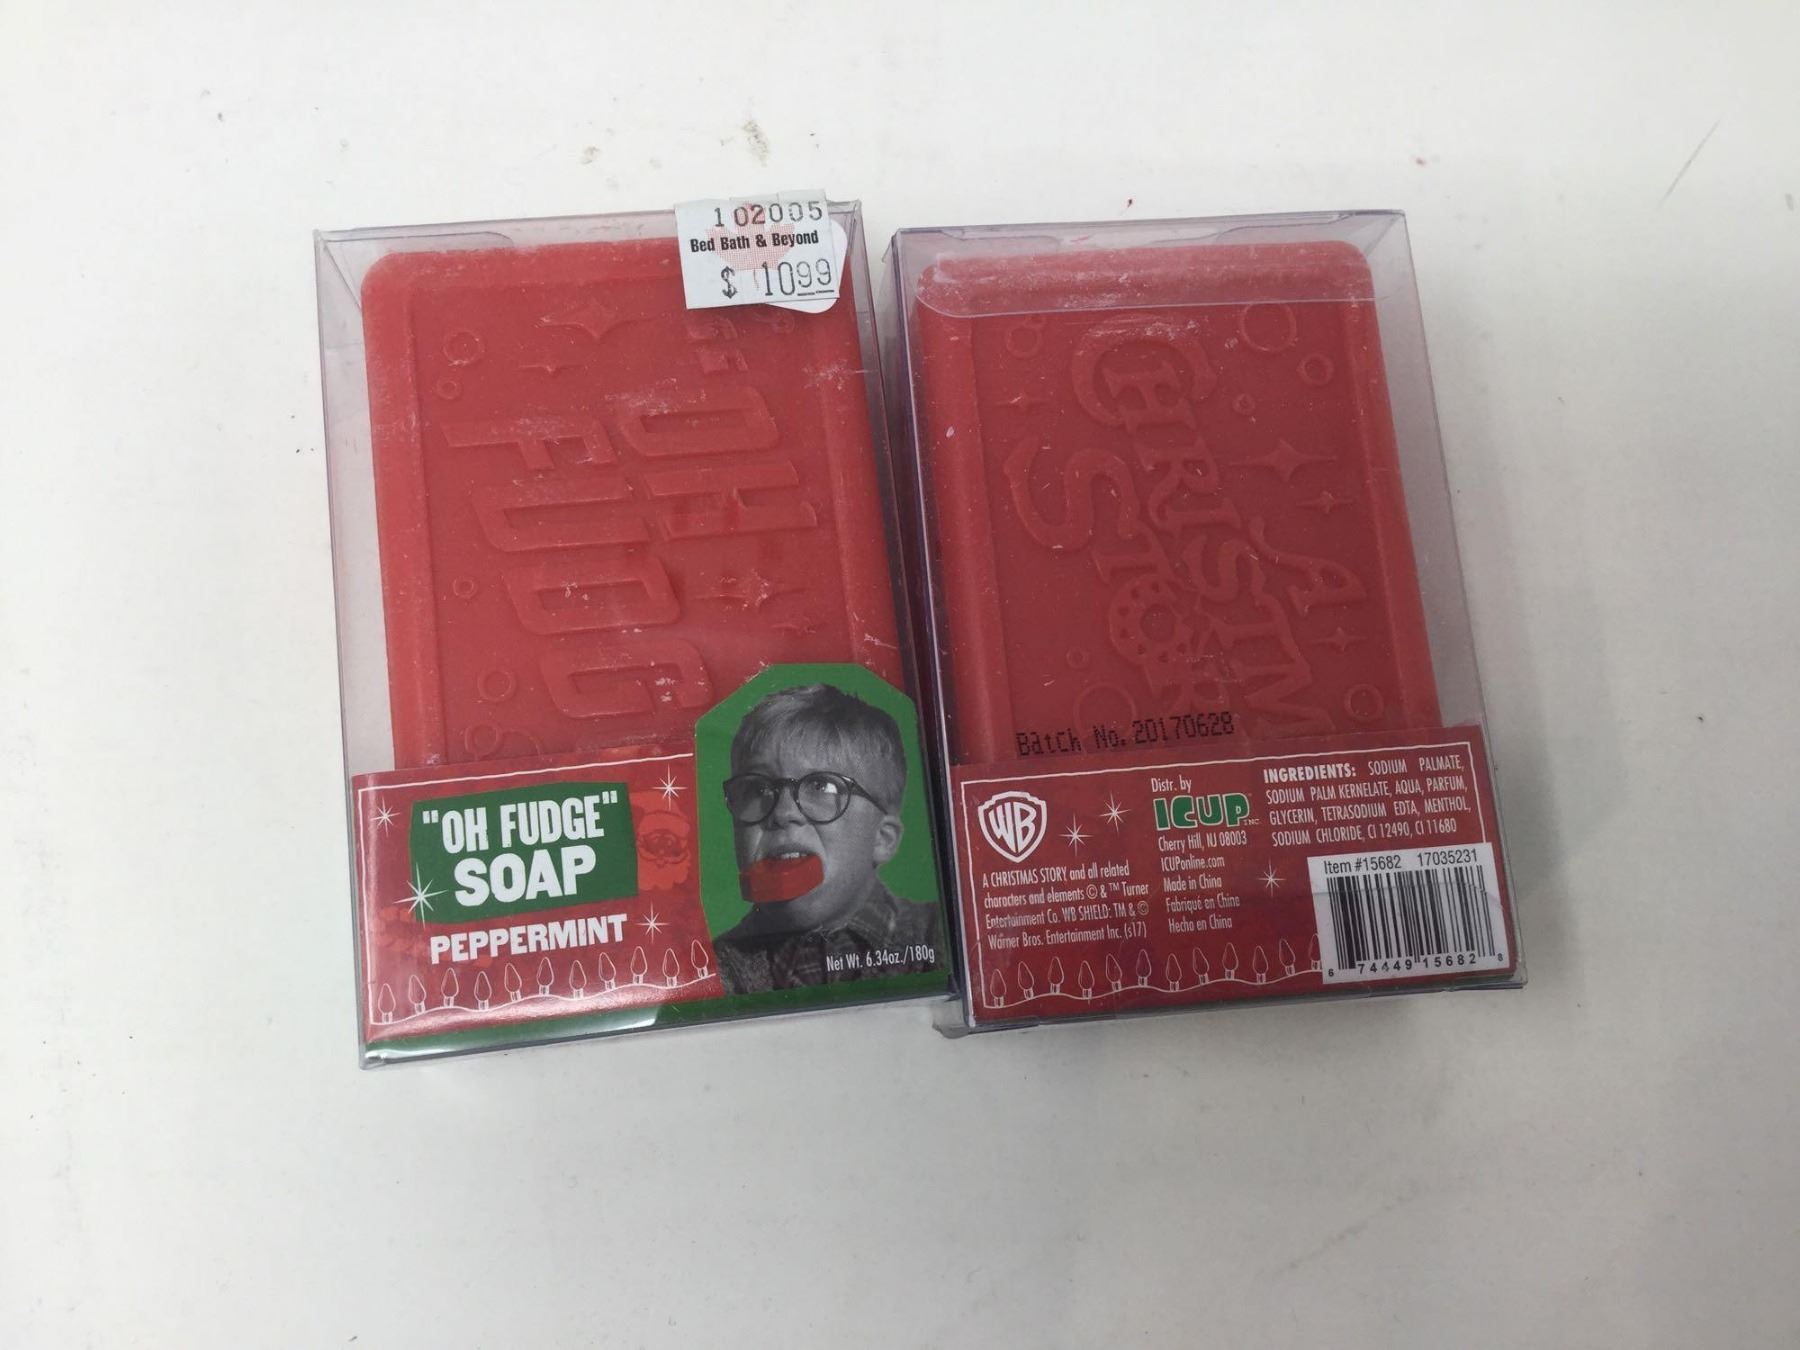 102005
Bed Bath & Beyond
$ 10.99
"OH
FUDG
"OH FUDGE"
SOAP
PEPPERMINT
Net Wt. 6.34oz./180g
A
CHRISTM
STOR
Batch No. 20170628
WB
A CHRISTMAS STORY and all related
characters and elements © & ™ Turner
Entertainment Co. WB SHIELD: TM & ©
Warner Bros. Entertainment Inc. (s17)
Distr. by
ICUP INC
Cherry Hill, NJ 08003
ICUPonline.com
Made in China
Fabriqué en Chine
Hecho en China
INGREDIENTS: SODIUM PALMATE,
SODIUM PALM KERNELATE, AQUA, PARFUM,
GLYCERIN, TETRASODIUM EDTA, MENTHOL,
SODIUM CHLORIDE, CI 12490, CI 11680
Item #15682 17035231
6 74449 15682 8